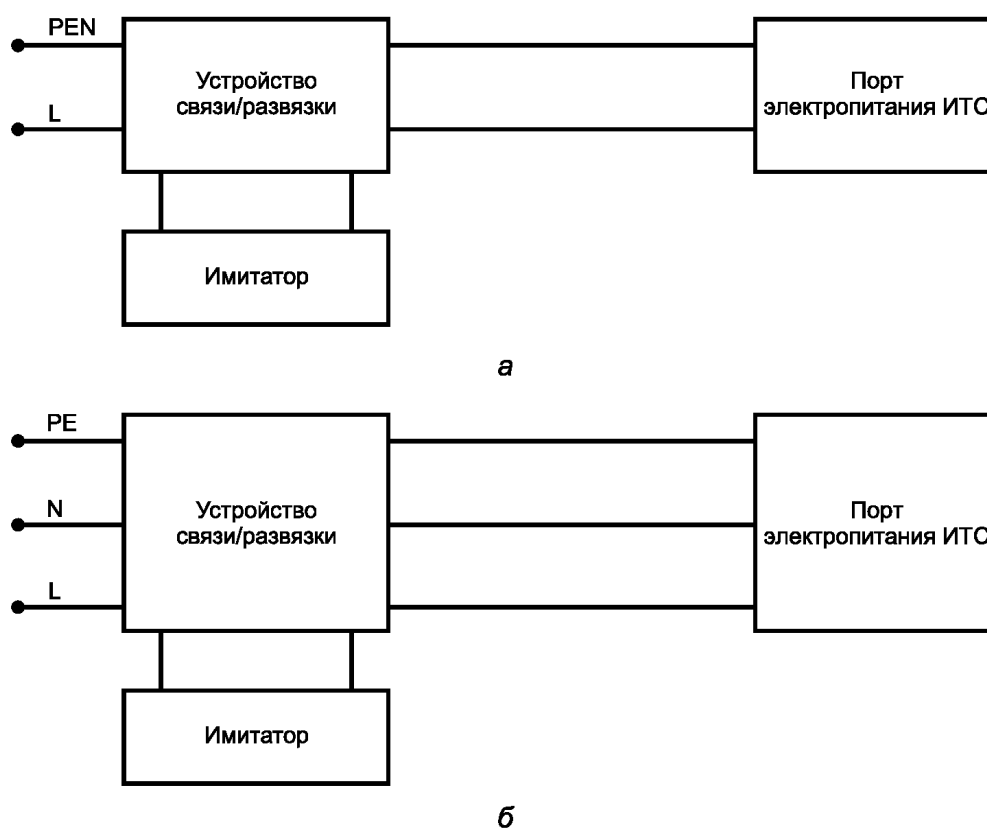 PEN
L
Устройство
связи/развязки
Порт
электропитания ИТС
Имитатор
а
PE
N
L
Устройство
связи/развязки
Порт
электропитания ИТС
Имитатор
б